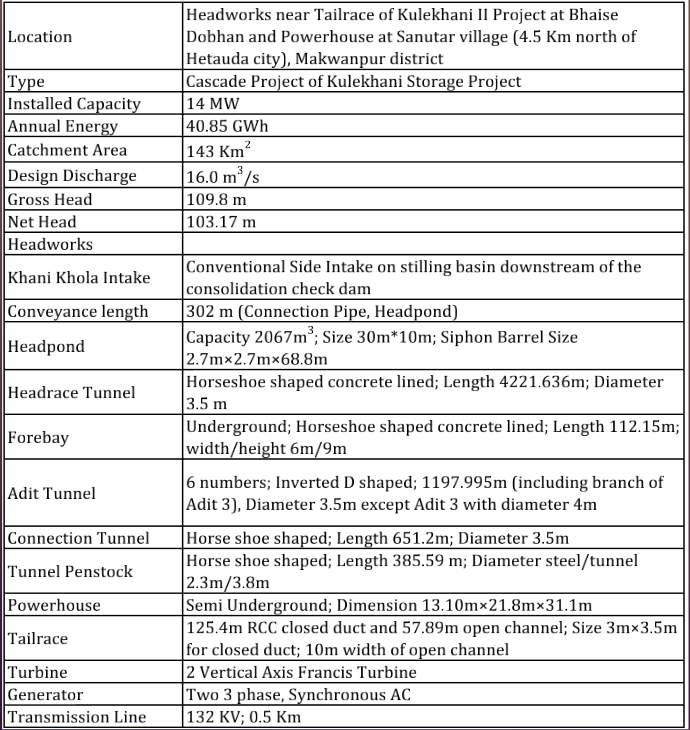 Location
Headworks near Tailrace of Kulekhani II Project at Bhaise
Dobhan and Powerhouse at Sanutar village (4.5 Km north of
Hetauda city), Makwanpur district
Type
Cascade Project of Kulekhani Storage Project
Installed Capacity
14 MW
Annual Energy
40.85 GWh
Catchment Area
143 Km²
Design Discharge
16.0 m³/s
Gross Head
109.8 m
Net Head
103.17 m
Headworks
Khani Khola Intake
Conventional Side Intake on stilling basin downstream of the
consolidation check dam
Conveyance length
302 m (Connection Pipe, Headpond)
Headpond
Capacity 2067m³; Size 30m*10m; Siphon Barrel Size
2.7m×2.7m×68.8m
Headrace Tunnel
Horseshoe shaped concrete lined; Length 4221.636m; Diameter
3.5 m
Forebay
Underground; Horseshoe shaped concrete lined; Length 112.15m;
width/height 6m/9m
Adit Tunnel
6 numbers; Inverted D shaped; 1197.995m (including branch of
Adit 3), Diameter 3.5m except Adit 3 with diameter 4m
Connection Tunnel
Horse shoe shaped; Length 651.2m; Diameter 3.5m
Tunnel Penstock
Horse shoe shaped; Length 385.59 m; Diameter steel/tunnel
2.3m/3.8m
Powerhouse
Semi Underground; Dimension 13.10m×21.8m×31.1m
Tailrace
125.4m RCC closed duct and 57.89m open channel; Size 3m×3.5m
for closed duct; 10m width of open channel
Turbine
2 Vertical Axis Francis Turbine
Generator
Two 3 phase, Synchronous AC
Transmission Line
132 KV; 0.5 Km